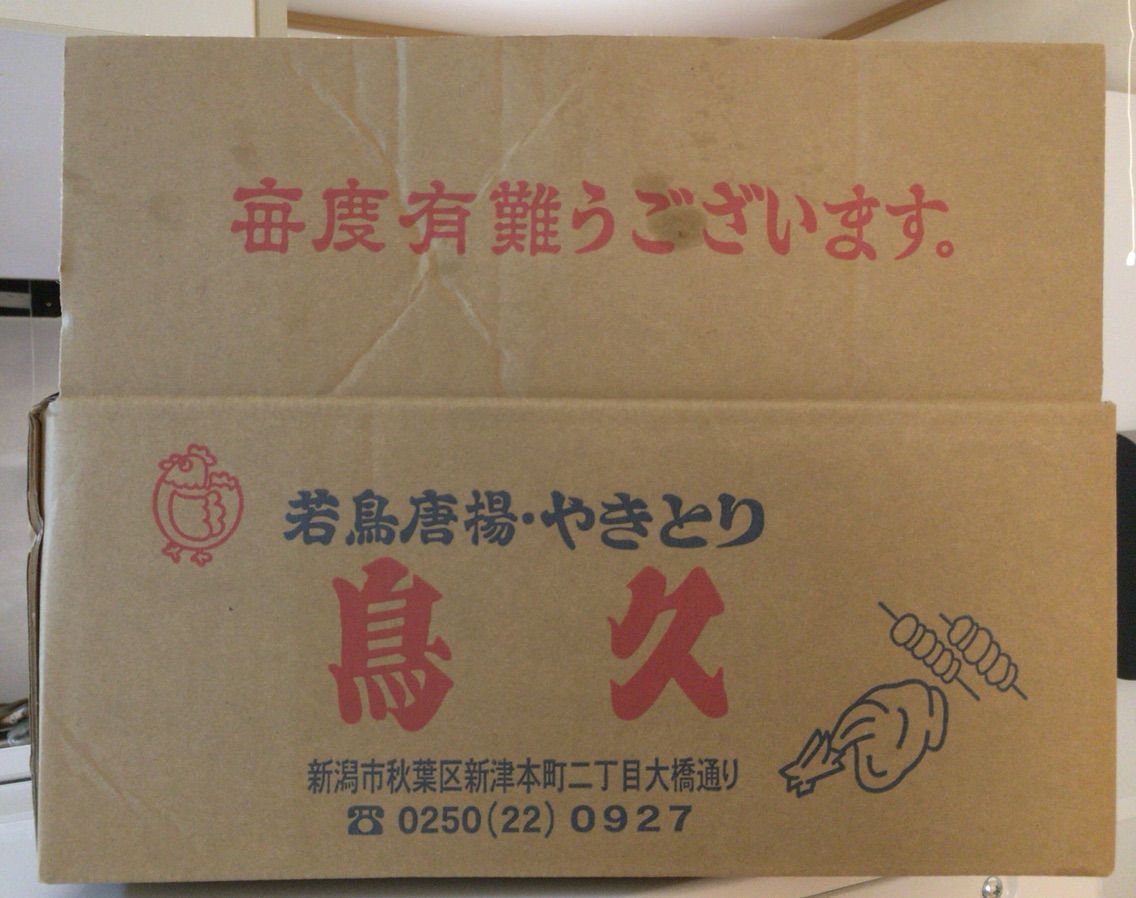 毎度有難うございます。
若鳥唐揚・やきとり
鳥久
新潟市秋葉区新津本町二丁目大橋通り
☎ 0250(22)0927